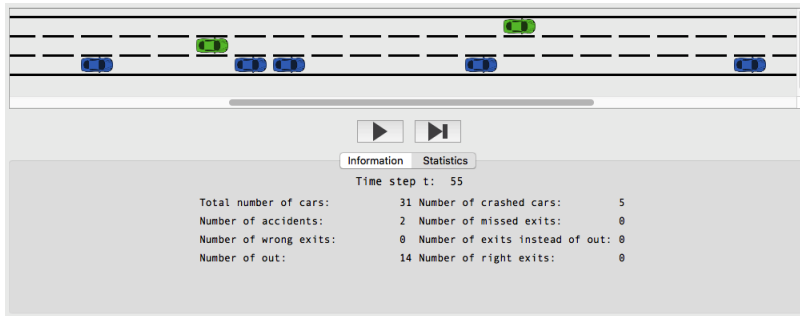 Information Statistics
Time step t: 55
Total number of cars: 31 Number of crashed cars: 5
Number of accidents: 2 Number of missed exits: 0
Number of wrong exits: 0 Number of exits instead of out: 0
Number of out: 14 Number of right exits: 0